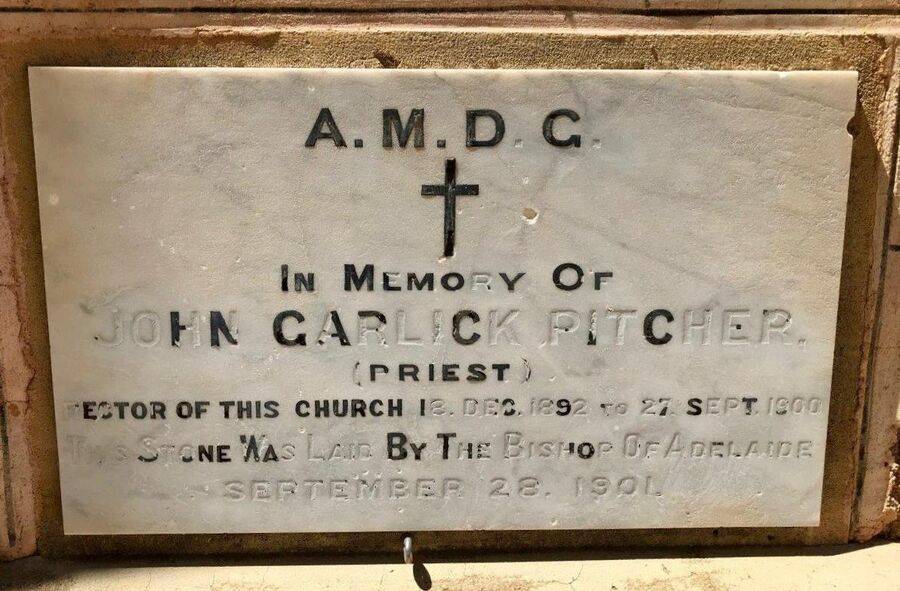 A. M. D. G.
IN MEMORY OF
JOHN GARLICK PITCHER.
(PRIEST)
RECTOR OF THIS CHURCH 18. DEC. 1892 TO 27. SEPT. 1900
THIS STONE WAS LAID BY THE BISHOP OF ADELAIDE
SEPTEMBER 28. 1901.